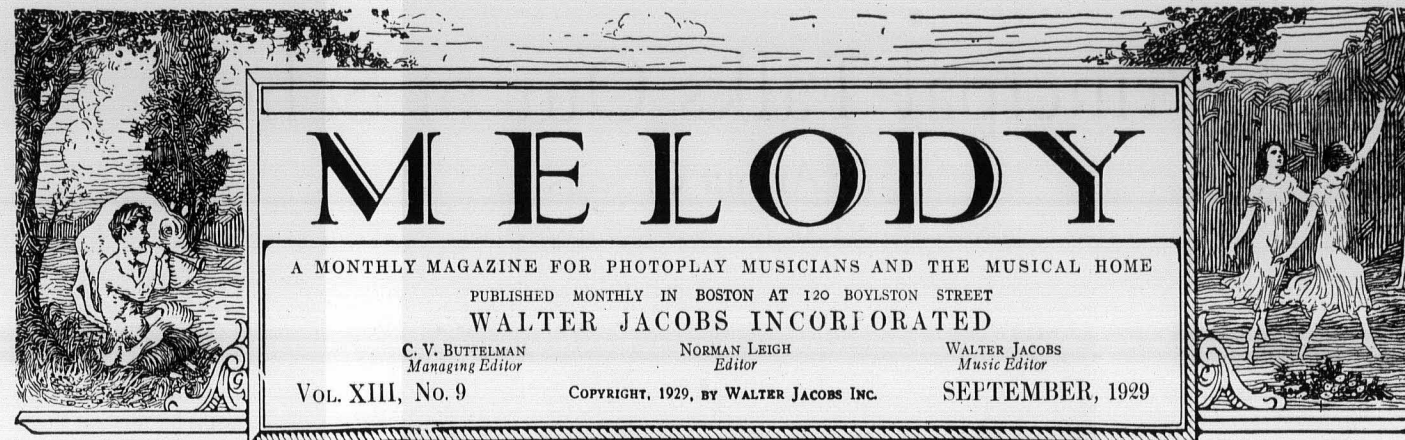 MELODY
A MONTHLY MAGAZINE FOR PHOTOPLAY MUSICIANS AND THE MUSICAL HOME
PUBLISHED MONTHLY IN BOSTON AT 120 BOYLSTON STREET
WALTER JACOBS INCORPORATED
C. V. BUTTELMAN NORMAN LEIGH WALTER JACOBS
Managing Editor Editor Music Editor
VOL. XIII, NO. 9 COPYRIGHT, 1929, BY WALTER JACOBS INC. SEPTEMBER, 1929